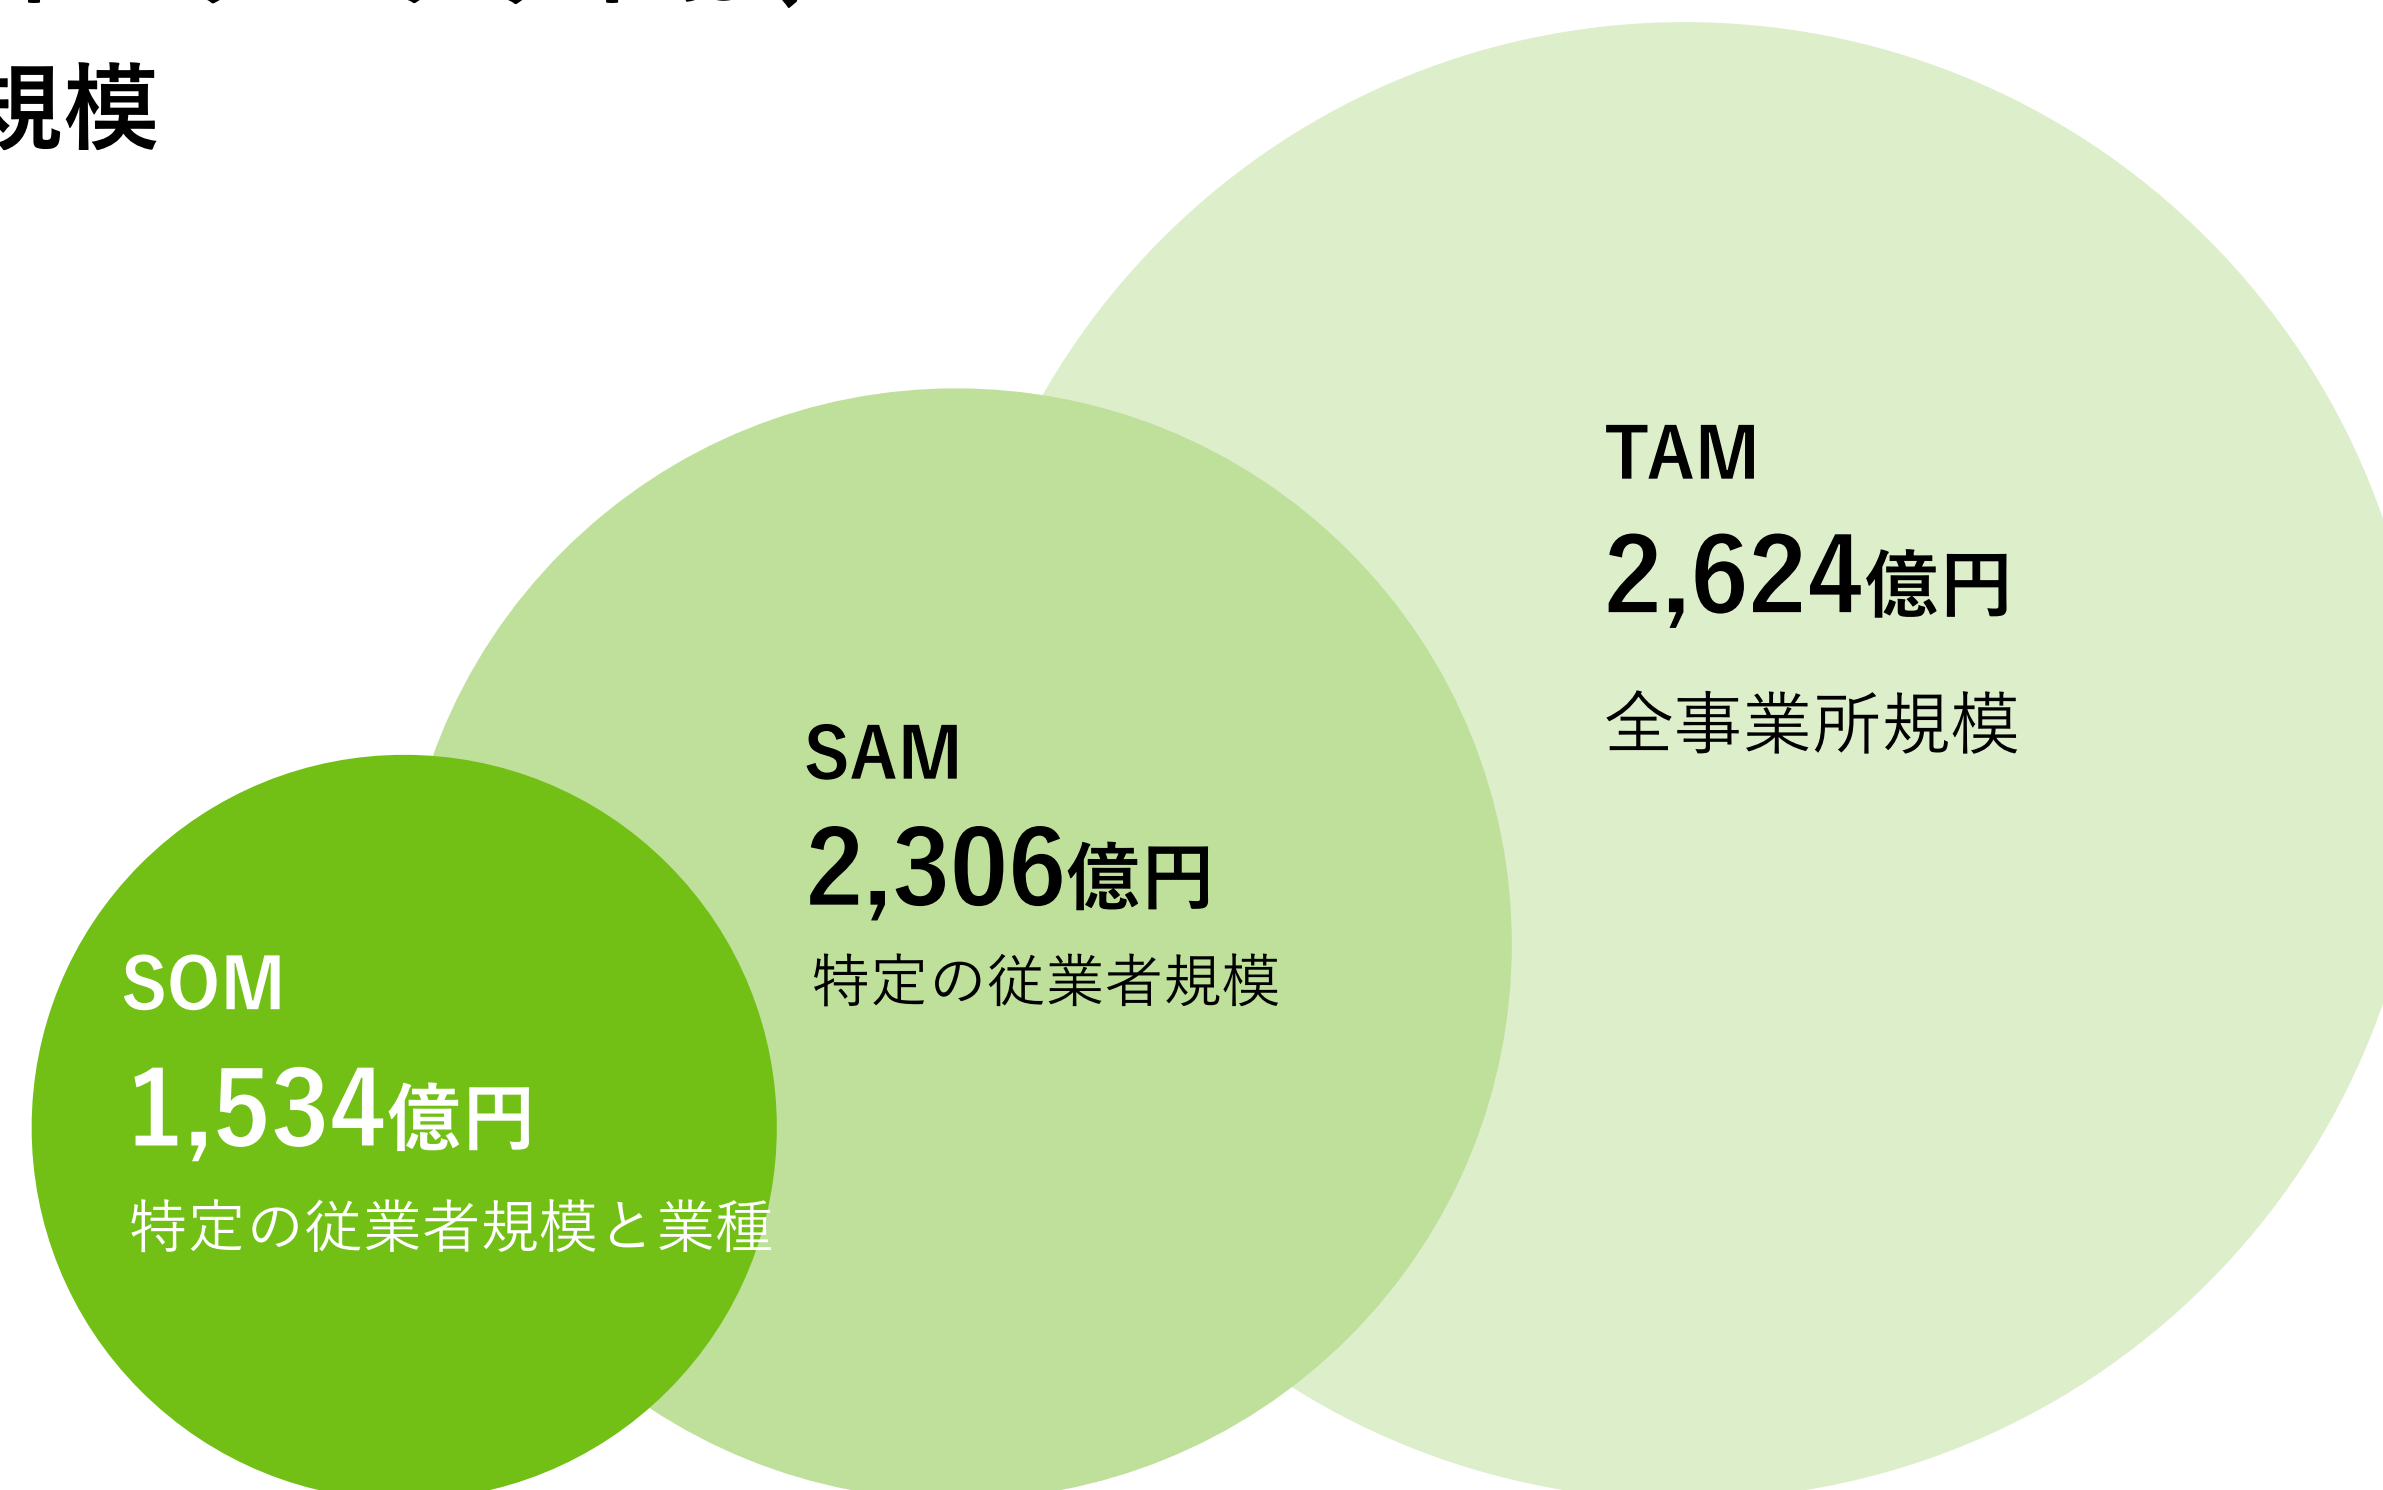 規模
TAM
2,624億円
全事業所規模
SAM
2,306億円
特定の従業者規模
SOM
1,534億円
特定の従業者規模と業種